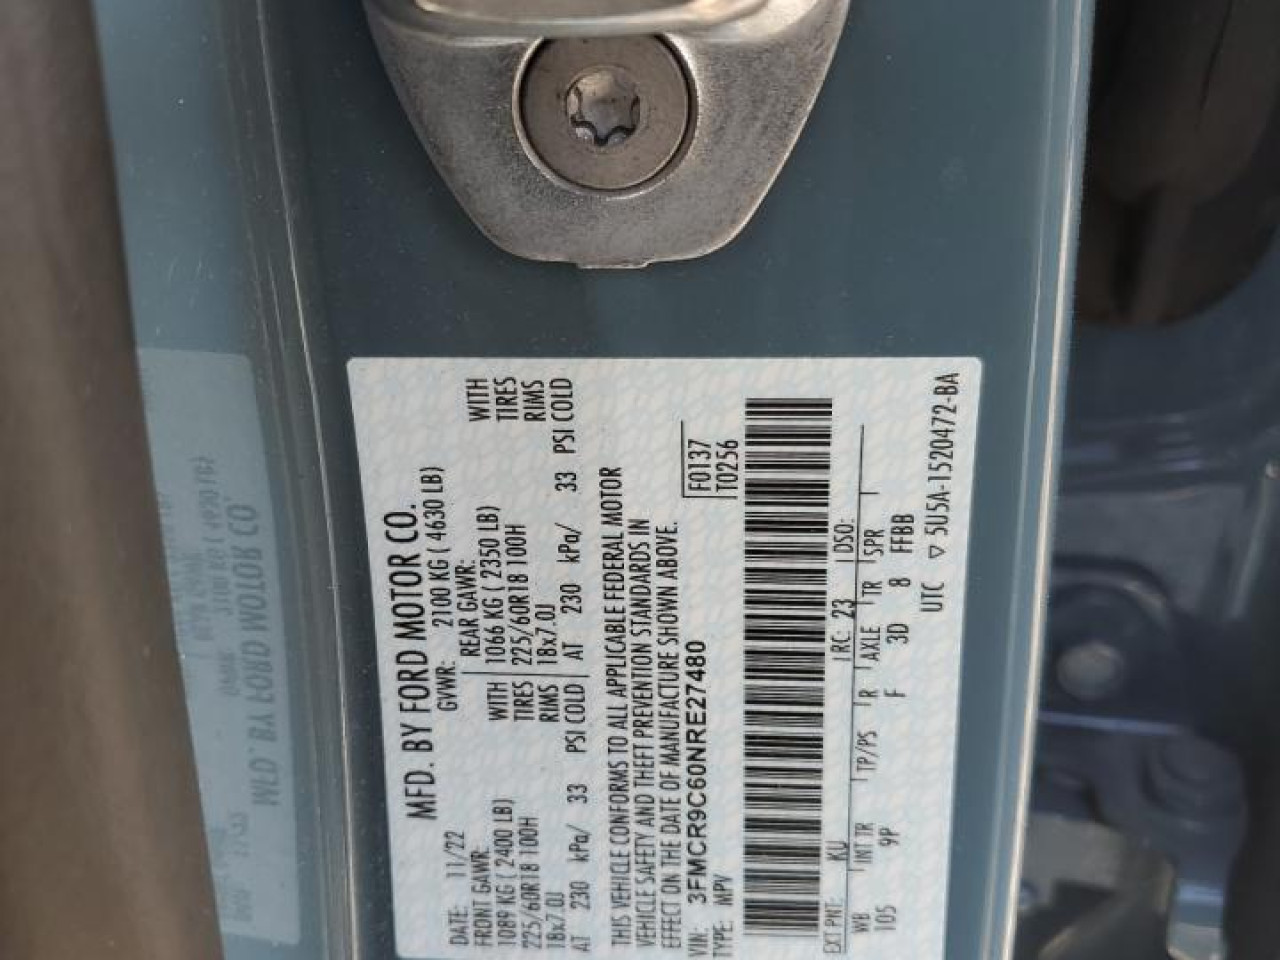 MFD. BY FORD MOTOR CO.
DATE: 11/22 GVWR: 2100 KG ( 4630 LB)
FRONT GAWR: REAR GAWR:
1089 KG ( 2400 LB) WITH 1066 KG ( 2350 LB) WITH
225/60R18 100H TIRES 225/60R18 100H TIRES
18x7.0J RIMS 18x7.0J RIMS
AT 230 kPa/ 33 PSI COLD AT 230 kPa/ 33 PSI COLD
THIS VEHICLE CONFORMS TO ALL APPLICABLE FEDERAL MOTOR
VEHICLE SAFETY AND THEFT PREVENTION STANDARDS IN
EFFECT ON THE DATE OF MANUFACTURE SHOWN ABOVE.
VIN: 3FMCR9C60NRE27480 F0137
TYPE: MPV T0256
EXT PNT: KU RC: 23 DSO:
WB INT TR TP/PS R AXLE TR SPR
105 9P F 3D 8 FFBB
UTC ▽ 5U5A-1520472-BA